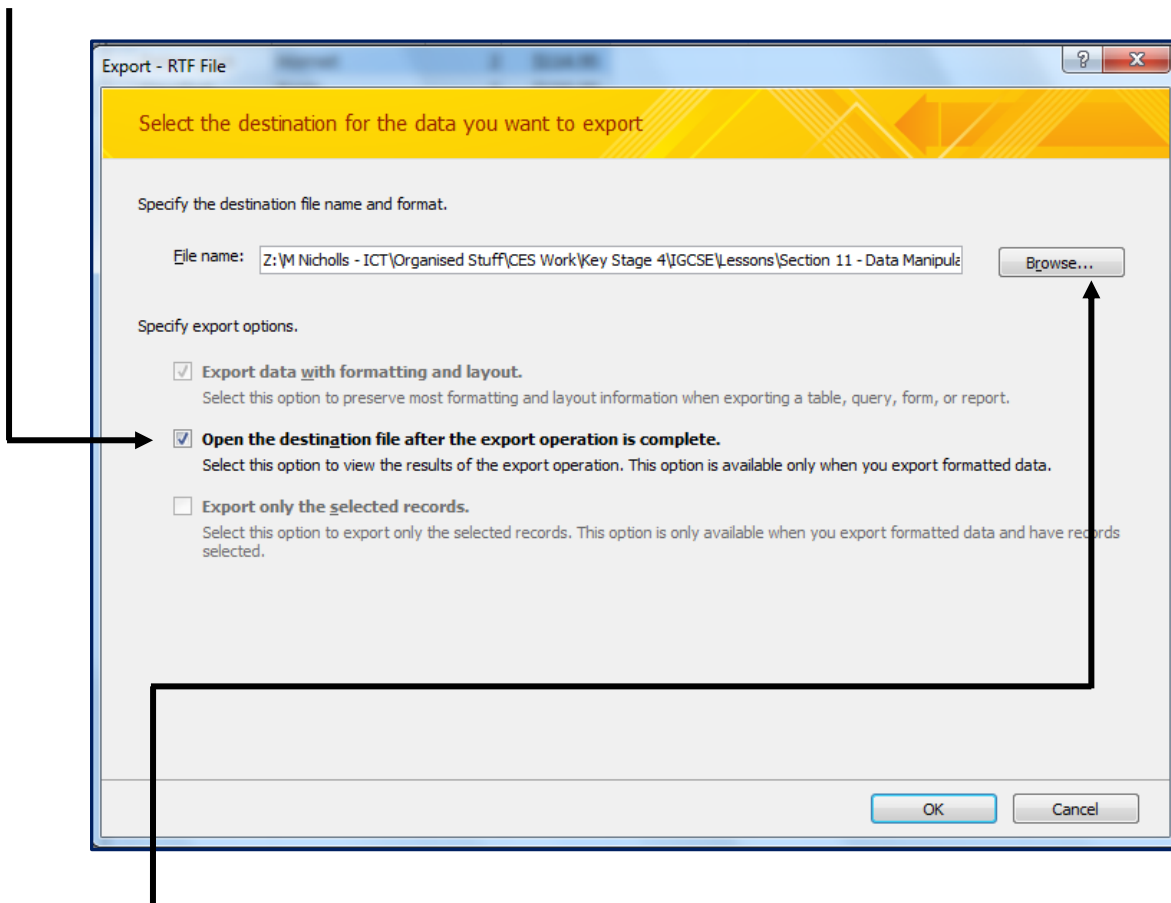 Export - RTF File
Select the destination for the data you want to export
Specify the destination file name and format.
File name: Z:\M Nicholls - ICT\Organised Stuff\CES Work\Key Stage 4\IGCSE\Lessons\Section 11 - Data Manipula Browse...
Specify export options.
Export data with formatting and layout.
Select this option to preserve most formatting and layout information when exporting a table, query, form, or report.
Open the destination file after the export operation is complete.
Select this option to view the results of the export operation. This option is available only when you export formatted data.
Export only the selected records.
Select this option to export only the selected records. This option is only available when you export formatted data and have records
selected.
OK Cancel